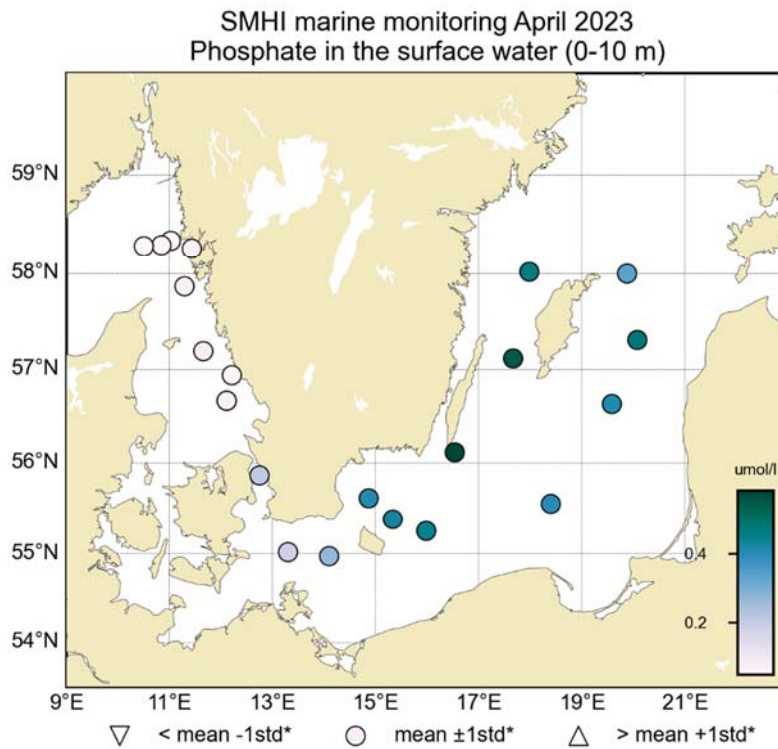 SMHI marine monitoring April 2023
Phosphate in the surface water (0-10 m)
59°N
58°N
57°N
56°N
55°N
54°N
umol/l
0.4
0.2
9°E 11°E 13°E 15°E 17°E 19°E 21°E
< mean -1std* mean ±1std* > mean +1std*